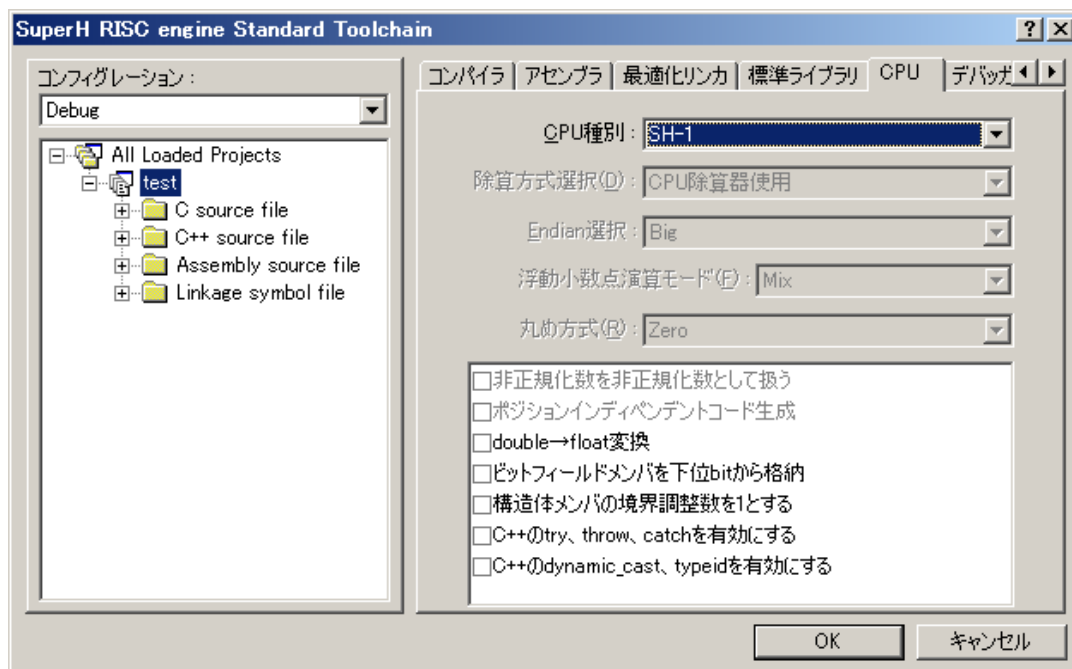 SuperH RISC engine Standard Toolchain
コンフィグレーション :
Debug
All Loaded Projects
test
C source file
C++ source file
Assembly source file
Linkage symbol file
コンパイラ アセンブラ 最適化リンカ 標準ライブラリ CPU デバッガ
CPU種別 : SH-1
除算方式選択(D) : CPU除算器使用
Endian選択 : Big
浮動小数点演算モード(F) : Mix
丸め方式(R) : Zero
非正規化数を非正規化数として扱う
ポジションインディペンデントコード生成
double→float変換
ビットフィールドメンバを下位bitから格納
構造体メンバの境界調整数を1とする
C++のtry、throw、catchを有効にする
C++のdynamic_cast、typeidを有効にする
OK キャンセル